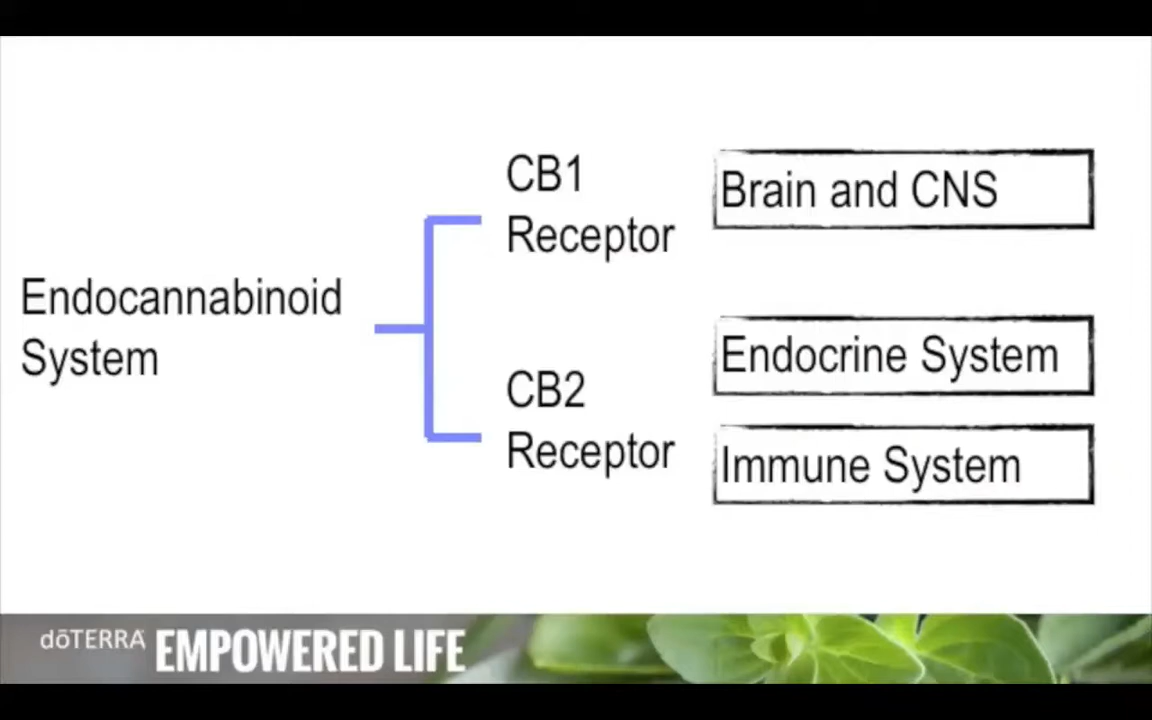 CB1
Receptor
Brain and CNS
Endocannabinoid
System
CB2
Receptor
Endocrine System
Immune System
dōTERRA EMPOWERED LIFE